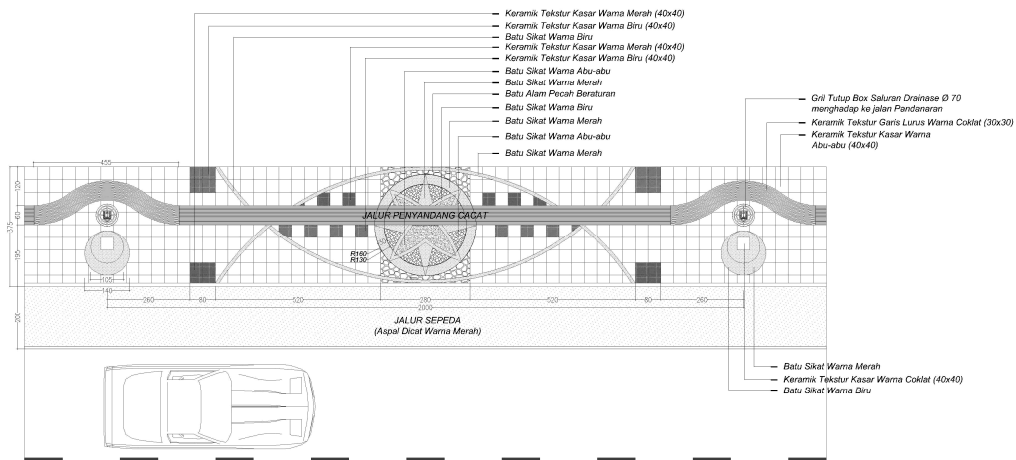 Keramik Tekstur Kasar Warna Merah (40x40)
Keramik Tekstur Kasar Warna Biru (40x40)
Batu Sikat Warna Biru
Keramik Tekstur Kasar Warna Merah (40x40)
Keramik Tekstur Kasar Warna Biru (40x40)
Batu Sikat Warna Abu-abu
Batu Sikat Warna Merah
Batu Alam Pecah Beraturan
Batu Sikat Warna Biru
Batu Sikat Warna Merah
Batu Sikat Warna Abu-abu
Batu Sikat Warna Merah
Gril Tutup Box Saluran Drainase Ø 70
menghadap ke jalan Pandanaran
Keramik Tekstur Garis Lurus Warna Coklat (30x30)
Keramik Tekstur Kasar Warna
Abu-abu (40x40)
455
120
60
375
195
JALUR PENYANDANG CACAT
R160
R130
105
140
260
80
520
280
520
80
260
2000
200
JALUR SEPEDA
(Aspal Dicat Warna Merah)
Batu Sikat Warna Merah
Keramik Tekstur Kasar Warna Coklat (40x40)
Batu Sikat Warna Biru